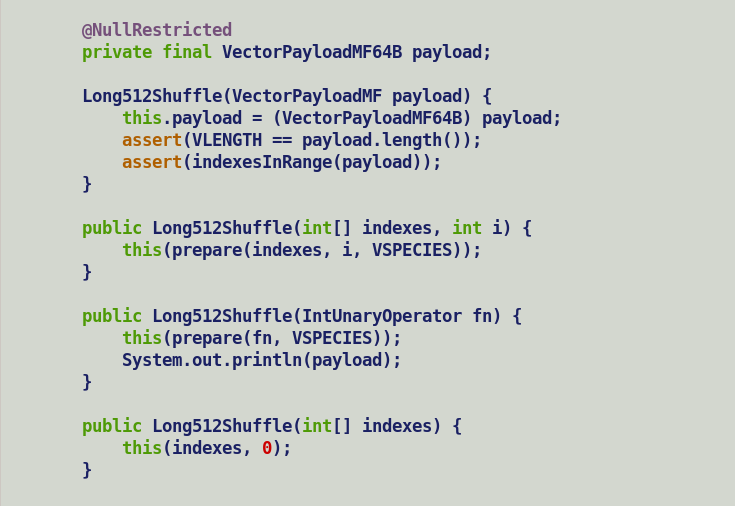 @NullRestricted
private final VectorPayloadMF64B payload;
Long512Shuffle(VectorPayloadMF payload) {
this.payload = (VectorPayloadMF64B) payload;
assert(VLENGTH == payload.length());
assert(indexesInRange(payload));
}
public Long512Shuffle(int[] indexes, int i) {
this(prepare(indexes, i, VSPECIES));
}
public Long512Shuffle(IntUnaryOperator fn) {
this(prepare(fn, VSPECIES));
System.out.println(payload);
}
public Long512Shuffle(int[] indexes) {
this(indexes, 0);
}